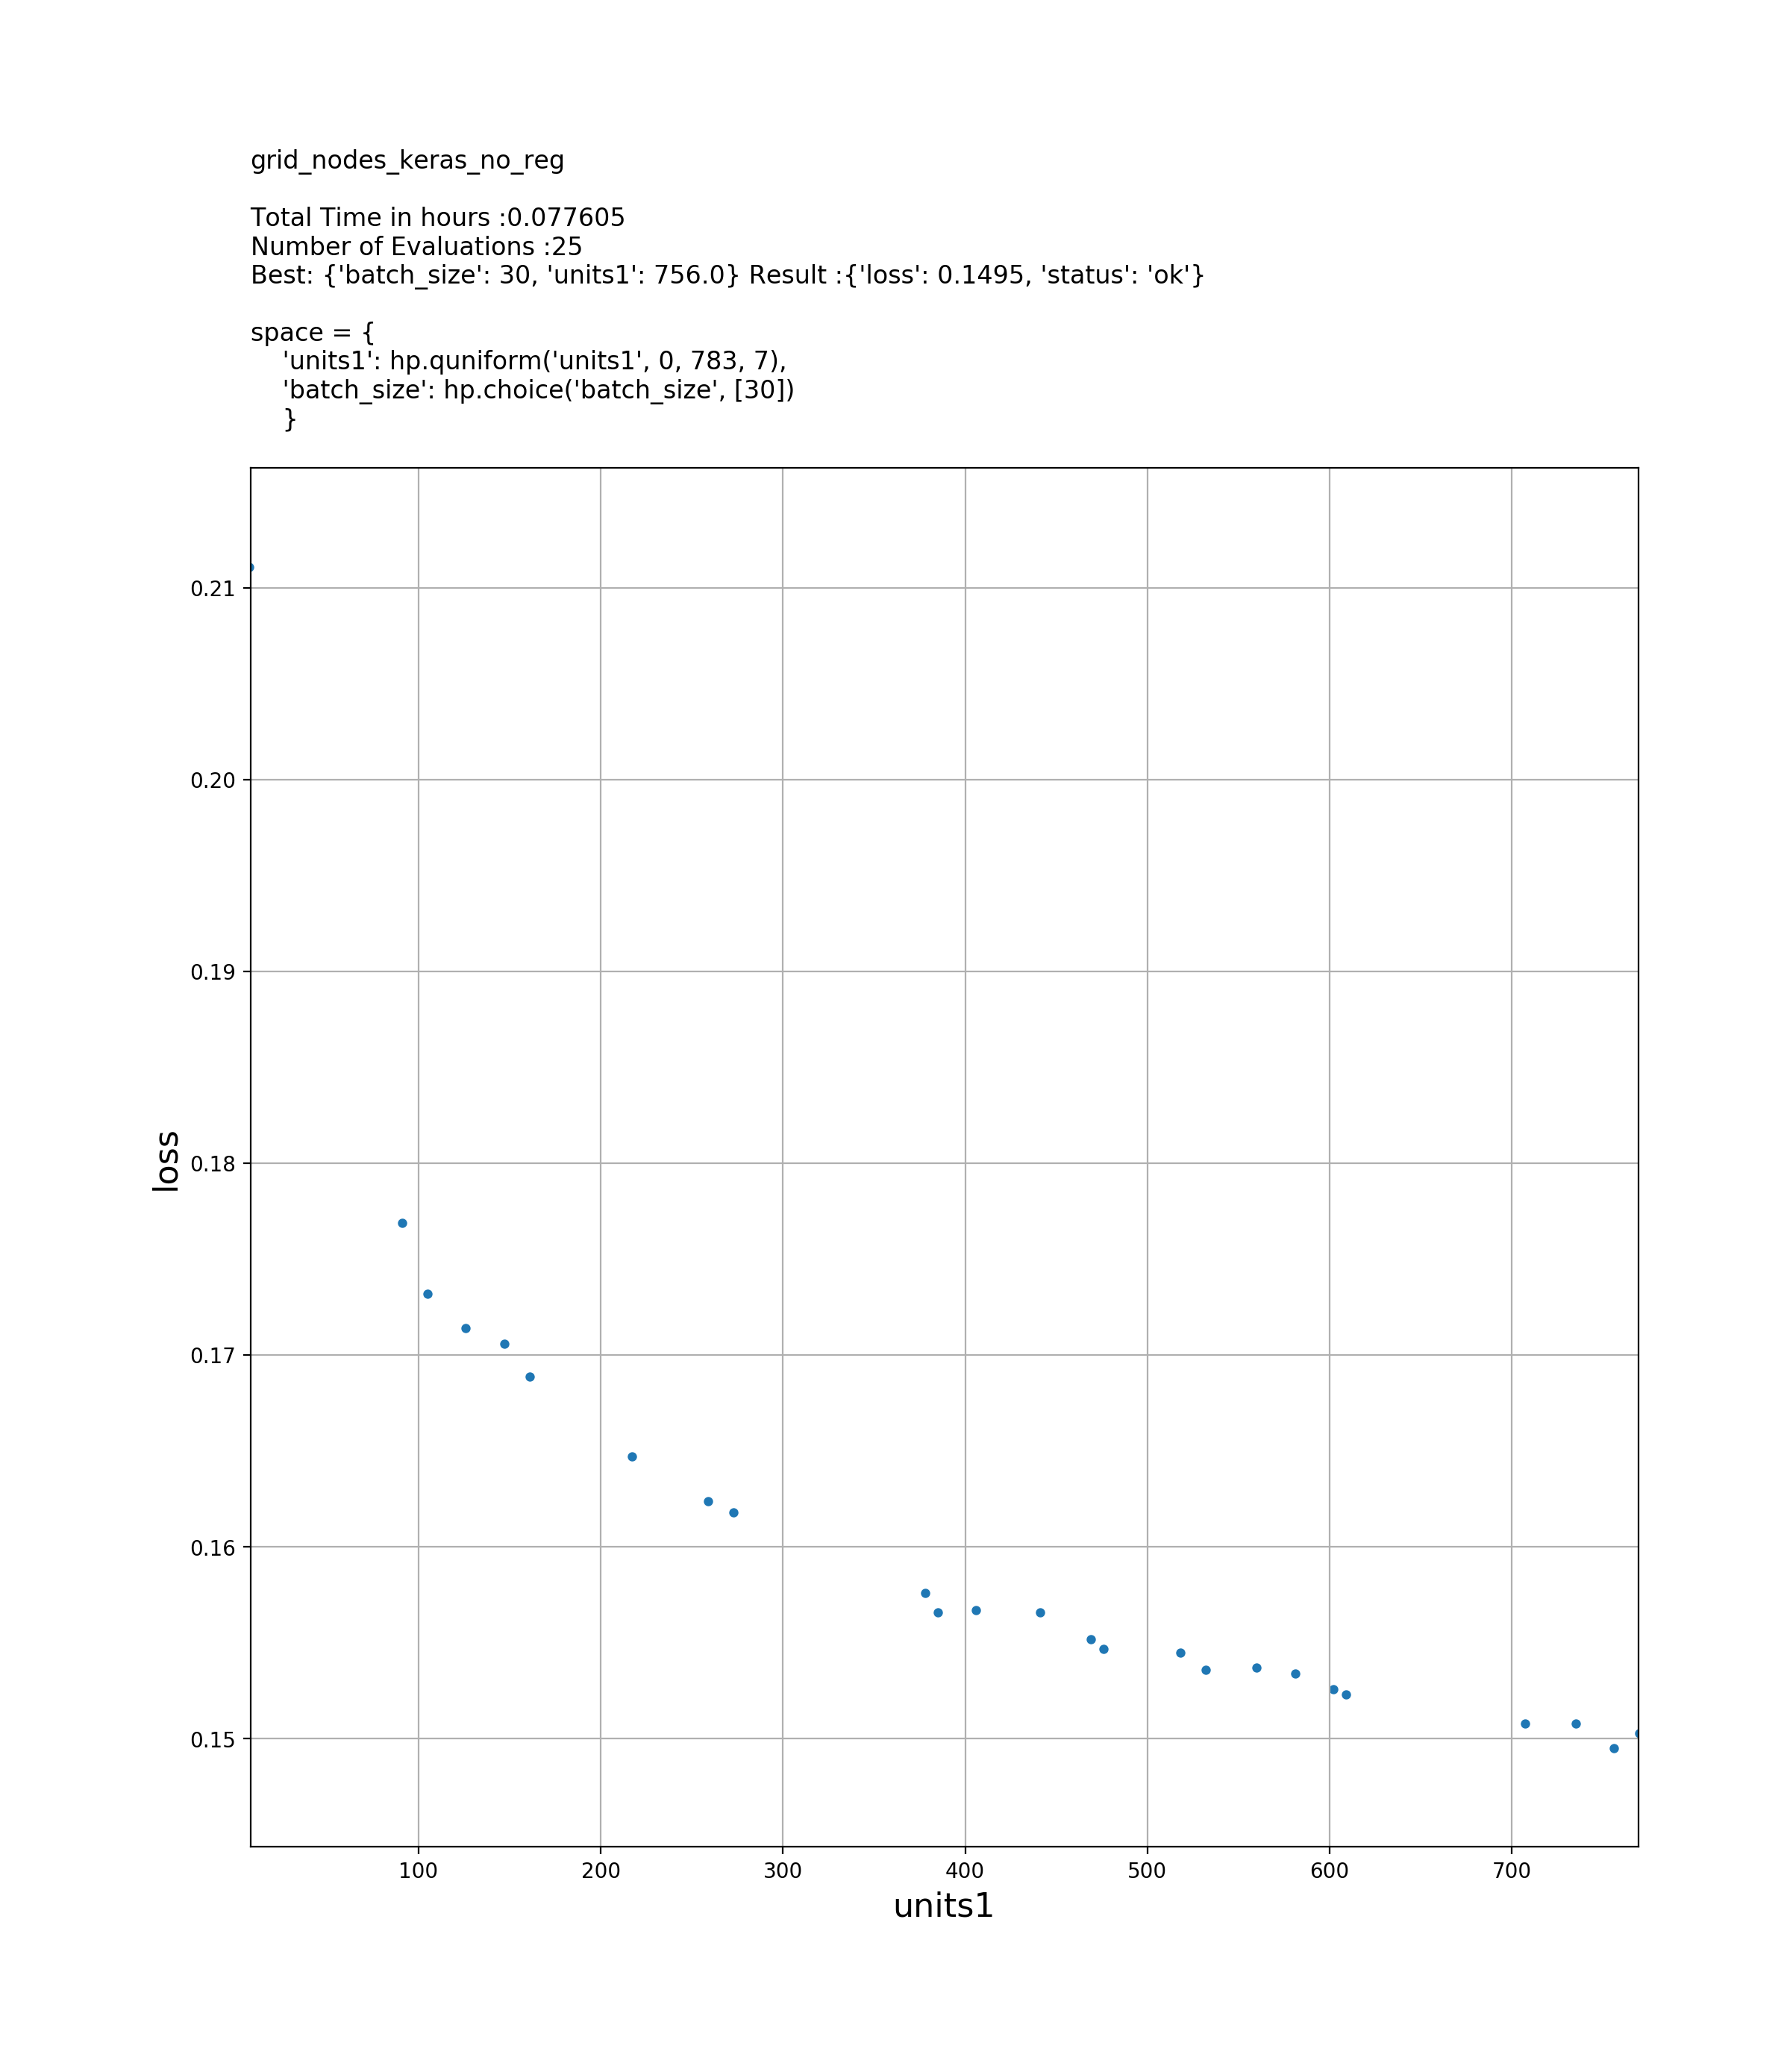 grid_nodes_keras_no_reg
Total Time in hours :0.077605
Number of Evaluations :25
Best: {'batch_size': 30, 'units1': 756.0} Result :{'loss': 0.1495, 'status': 'ok'}
space = {
'units1': hp.quniform('units1', 0, 783, 7),
'batch_size': hp.choice('batch_size', [30])
}
0.21
0.20
0.19
0.18
0.17
0.16
0.15
loss
100 200 300 400 500 600 700
units1